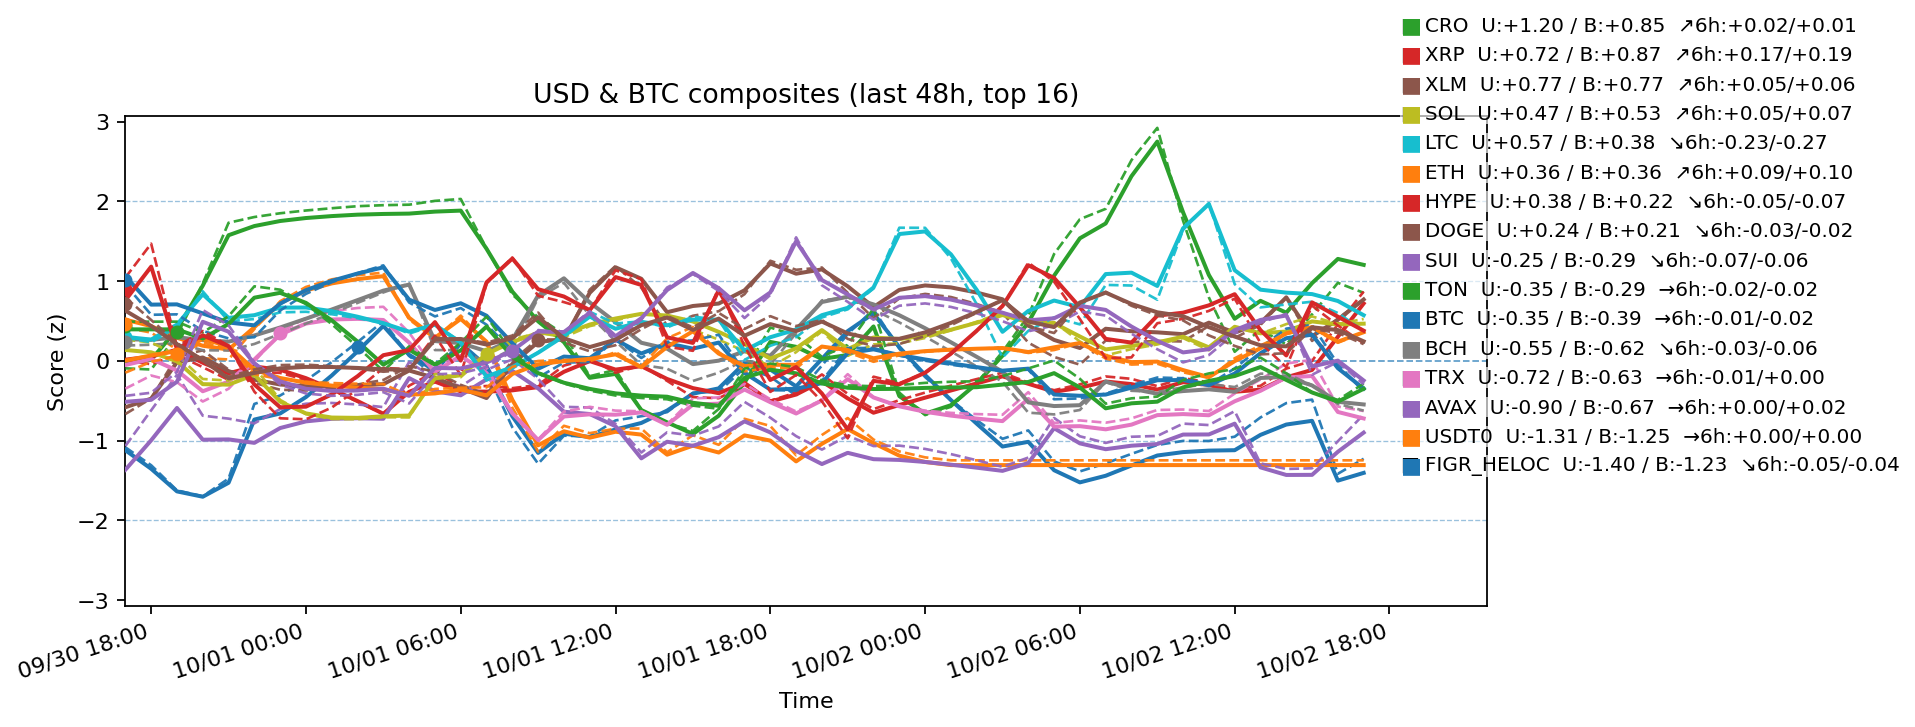 CRO U:+1.20 / B:+0.85 ↗6h:+0.02/+0.01
XRP U:+0.72 / B:+0.87 ↗6h:+0.17/+0.19
XLM U:+0.77 / B:+0.77 ↗6h:+0.05/+0.06
SOL U:+0.47 / B:+0.53 ↗6h:+0.05/+0.07
LTC U:+0.57 / B:+0.38 ↘6h:-0.23/-0.27
ETH U:+0.36 / B:+0.36 ↗6h:+0.09/+0.10
HYPE U:+0.38 / B:+0.22 ↘6h:-0.05/-0.07
DOGE U:+0.24 / B:+0.21 ↘6h:-0.03/-0.02
SUI U:-0.25 / B:-0.29 ↘6h:-0.07/-0.06
TON U:-0.35 / B:-0.29 →6h:-0.02/-0.02
BTC U:-0.35 / B:-0.39 →6h:-0.01/-0.02
BCH U:-0.55 / B:-0.62 ↘6h:-0.03/-0.06
TRX U:-0.72 / B:-0.63 →6h:-0.01/+0.00
AVAX U:-0.90 / B:-0.67 →6h:+0.00/+0.02
USDT0 U:-1.31 / B:-1.25 →6h:+0.00/+0.00
FIGR_HELOC U:-1.40 / B:-1.23 ↘6h:-0.05/-0.04
USD & BTC composites (last 48h, top 16)
3
2
1
0
−1
−2
−3
Score (z)
09/30 18:00
10/01 00:00
10/01 06:00
10/01 12:00
10/01 18:00
10/02 00:00
10/02 06:00
10/02 12:00
10/02 18:00
Time